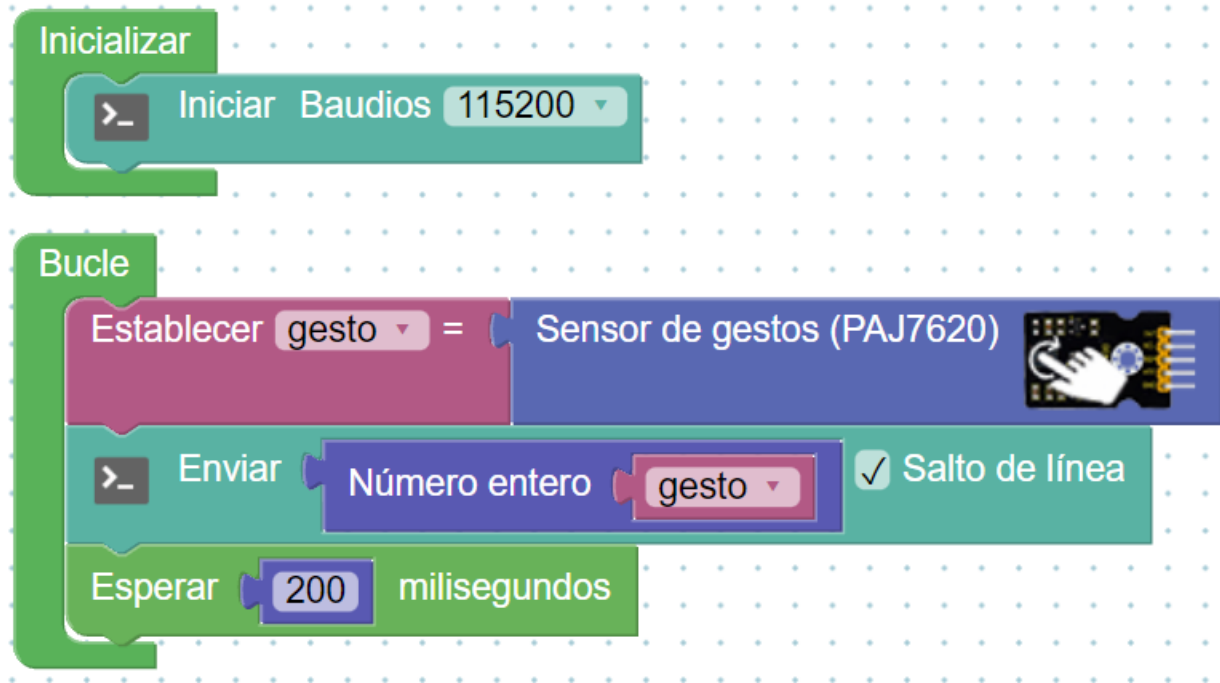 Inicializar
Iniciar Baudios 115200
Bucle
Establecer gesto = Sensor de gestos (PAJ7620)
Enviar Número entero gesto Salto de línea
Esperar 200 milisegundos